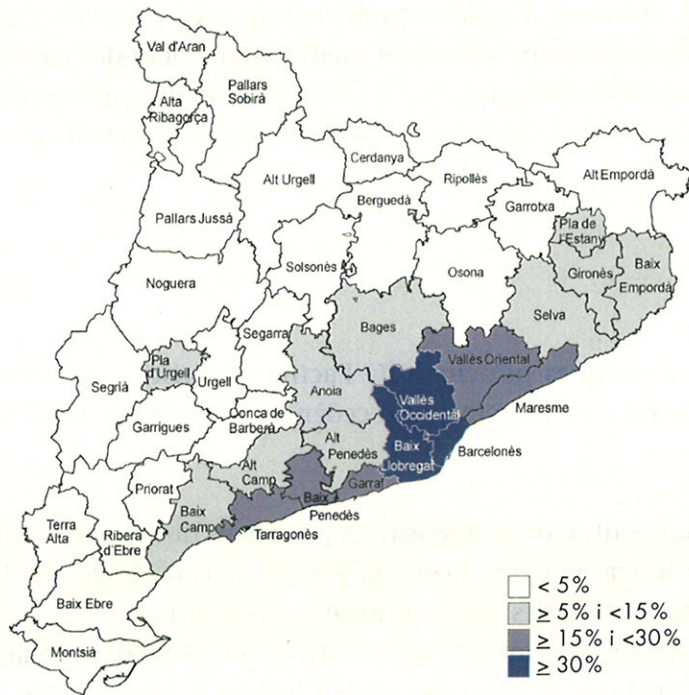 Val d'Aran
Alta
Ribagorça
Pallars
Sobirà
Cerdanya
Alt Urgell
Ripollès
Alt Empordà
Berguedà
Garrotxa
Pallars Jussà
Pla de
l'Estany
Solsonès
Osona
Gironès
Baix
Empordà
Noguera
Selva
Bages
Segarra
Vallès Oriental
Pla
d'Urgell
Segrià
Urgell
Anoia
Vallès
Occidental
Maresme
Conca de
Barberà
Garrigues
Alt
Penedès
Baix
Llobregat
Barcelonès
Alt
Camp
Garraf
Priorat
Baix
Penedès
Baix
Camp
Terra
Alta
Ribera
d'Ebre
Tarragonès
Baix Ebre
Montsià
< 5%
≥ 5% i <15%
≥ 15% i <30%
≥ 30%